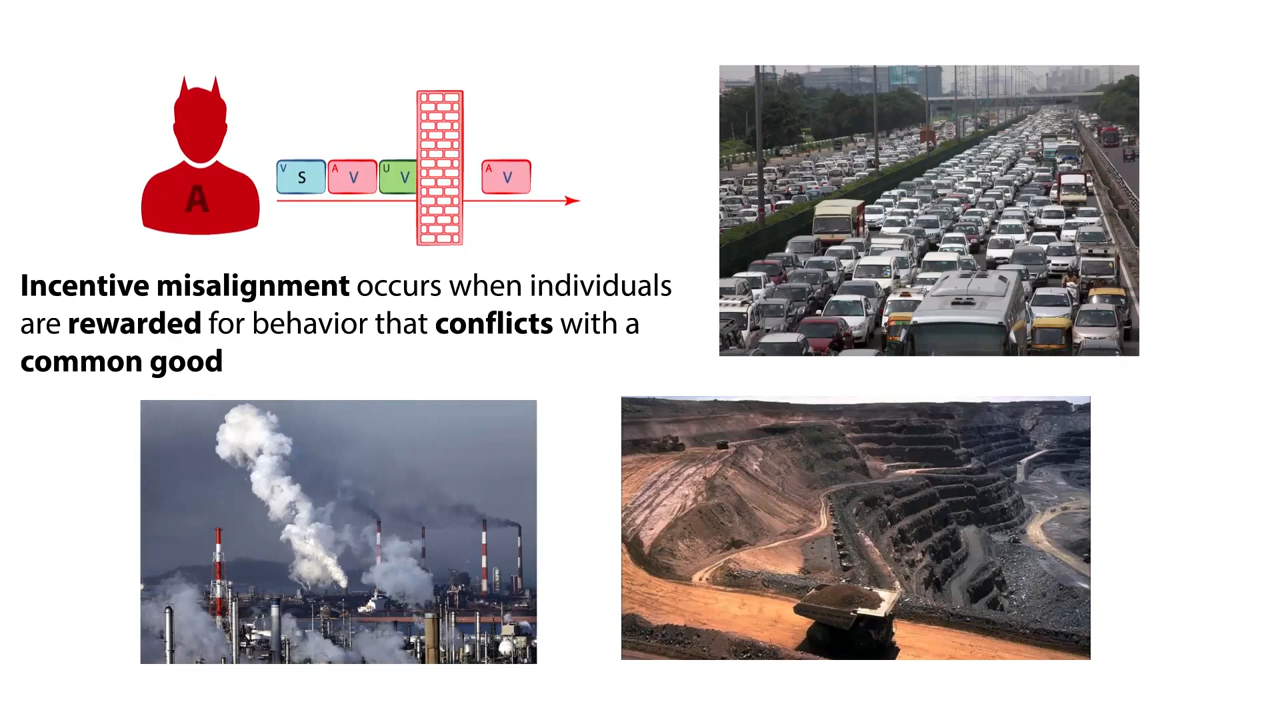 A
V S
A V
U V
A V
Incentive misalignment occurs when individuals
are rewarded for behavior that conflicts with a
common good